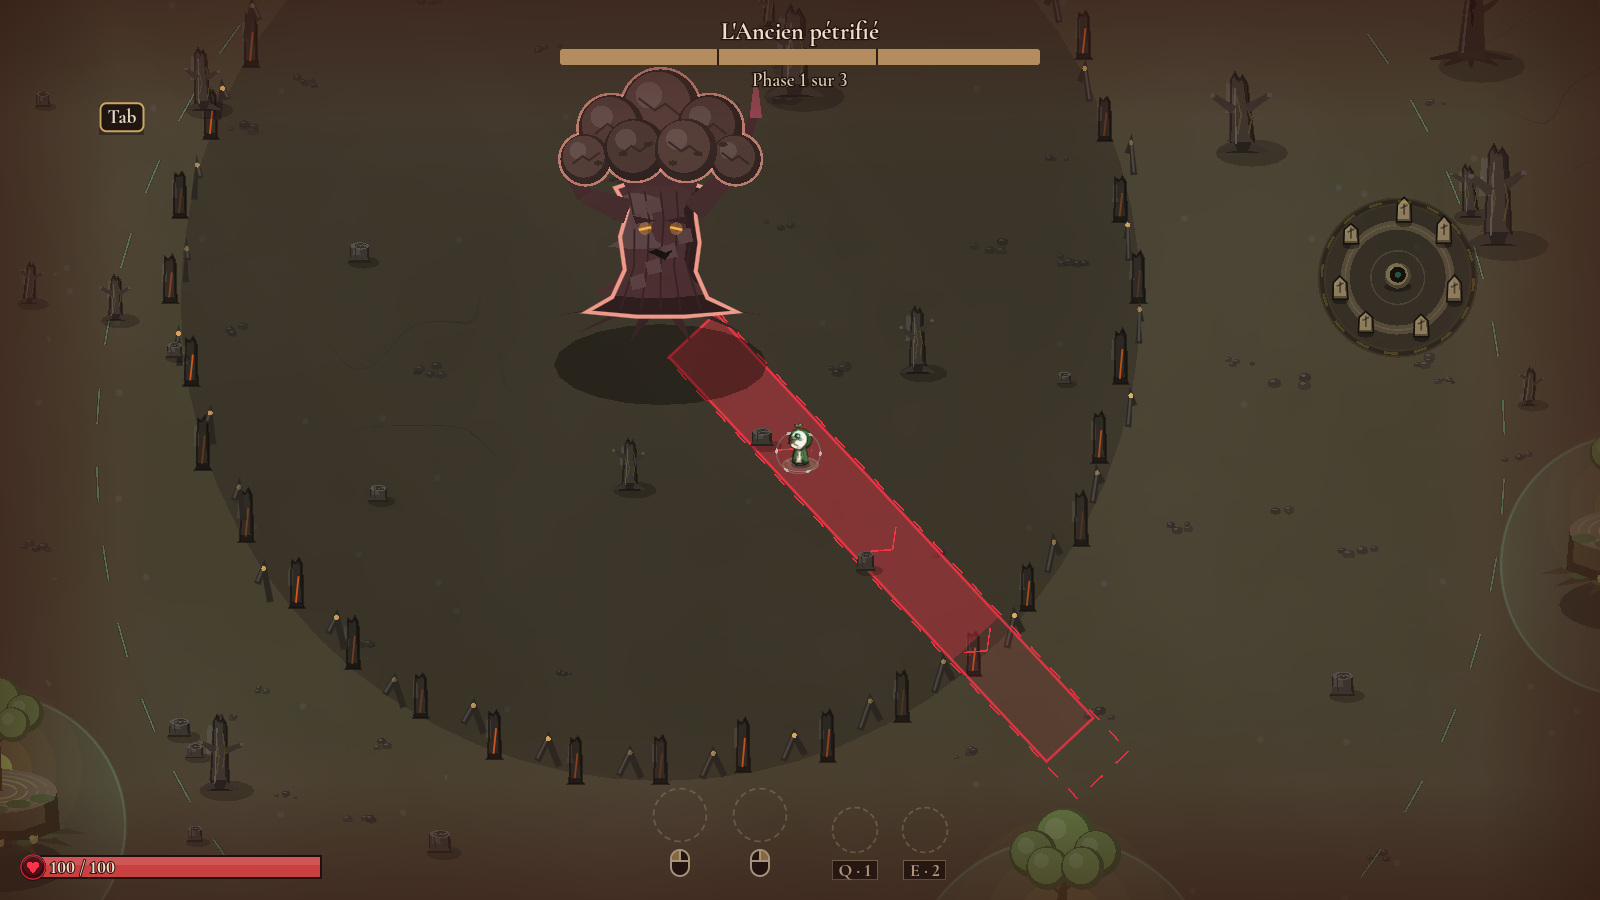 L'Ancien pétrifié
Phase 1 sur 3
Tab
100 / 100
Q · 1
E · 2